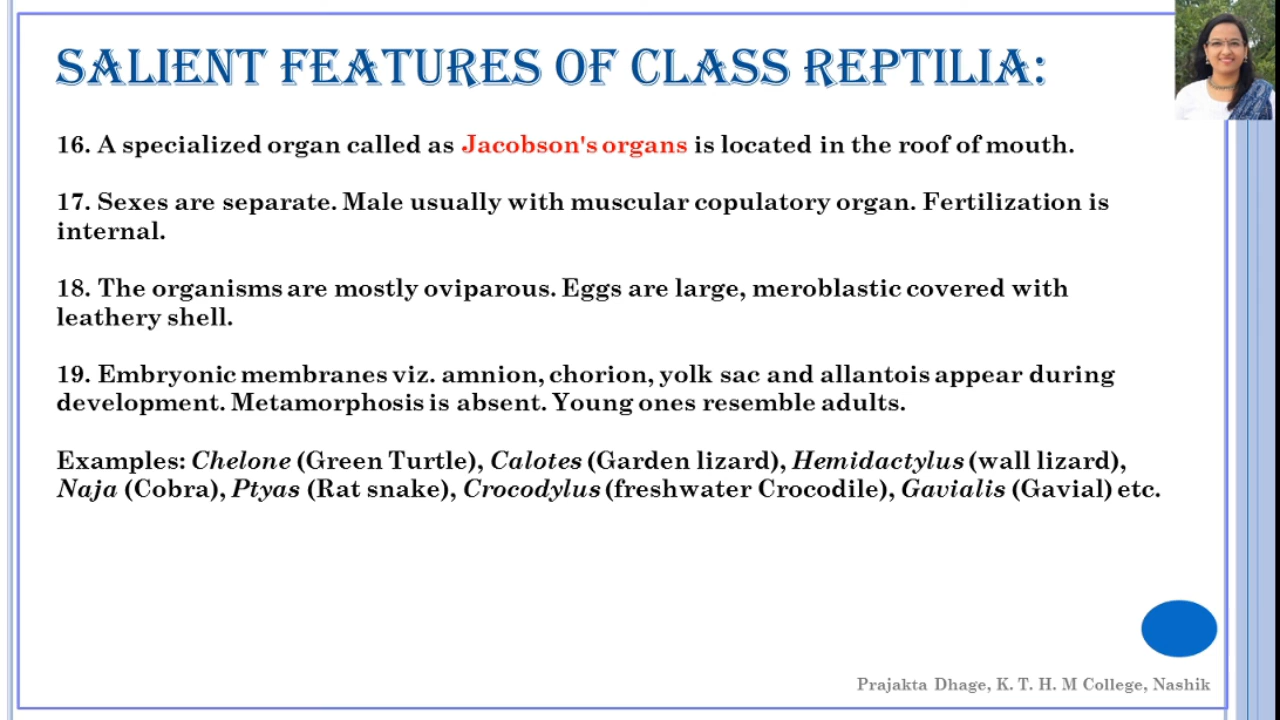 SALIENT FEATURES OF CLASS REPTILIA:
16. A specialized organ called as Jacobson's organs is located in the roof of mouth.
17. Sexes are separate. Male usually with muscular copulatory organ. Fertilization is
internal.
18. The organisms are mostly oviparous. Eggs are large, meroblastic covered with
leathery shell.
19. Embryonic membranes viz. amnion, chorion, yolk sac and allantois appear during
development. Metamorphosis is absent. Young ones resemble adults.
Examples: Chelone (Green Turtle), Calotes (Garden lizard), Hemidactylus (wall lizard),
Naja (Cobra), Ptyas (Rat snake), Crocodylus (freshwater Crocodile), Gavialis (Gavial) etc.
Prajakta Dhage, K. T. H. M College, Nashik